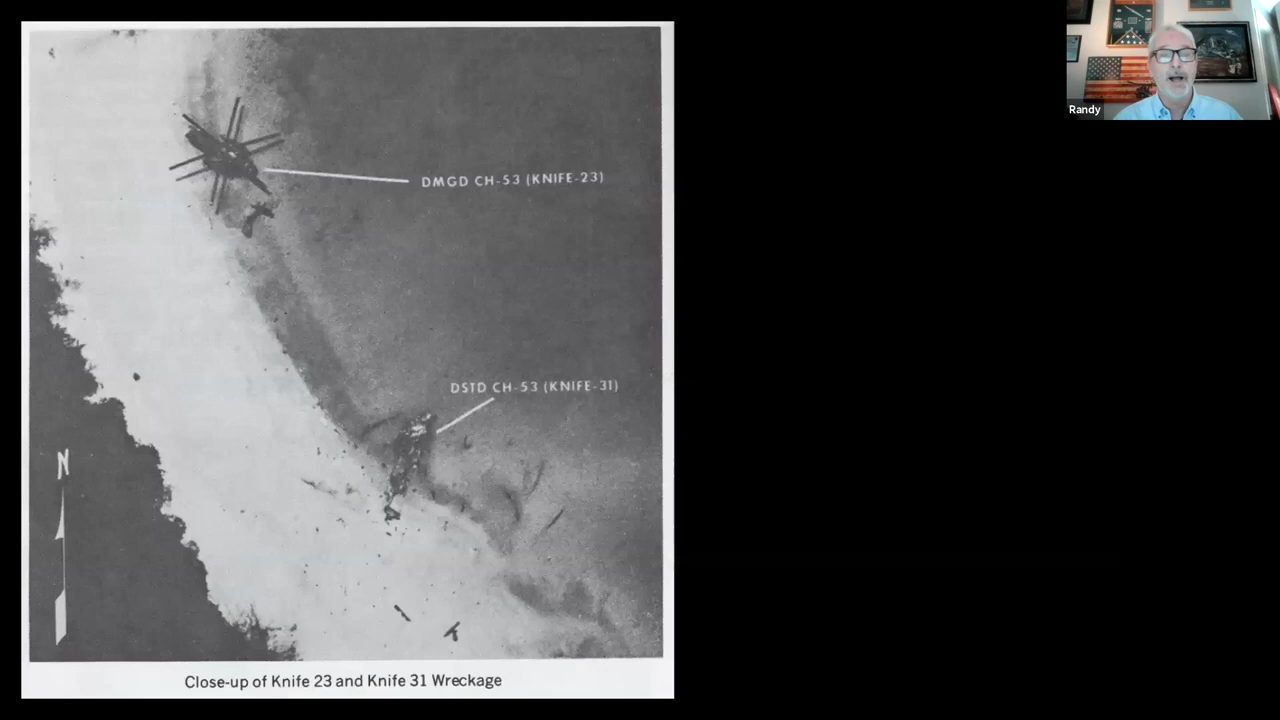 Randy
DMGD CH-53 (KNIFE-23)
DSTD CH-53 (KNIFE-31)
N
Close-up of Knife 23 and Knife 31 Wreckage